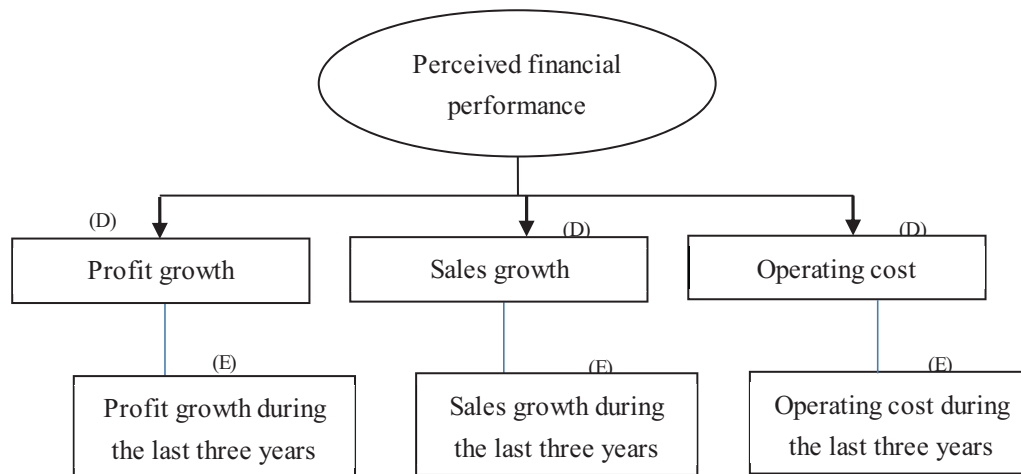 Perceived financial
performance
(D)
(D)
(D)
Profit growth
Sales growth
Operating cost
(E)
(E)
(E)
Profit growth during
the last three years
Sales growth during
the last three years
Operating cost during
the last three years